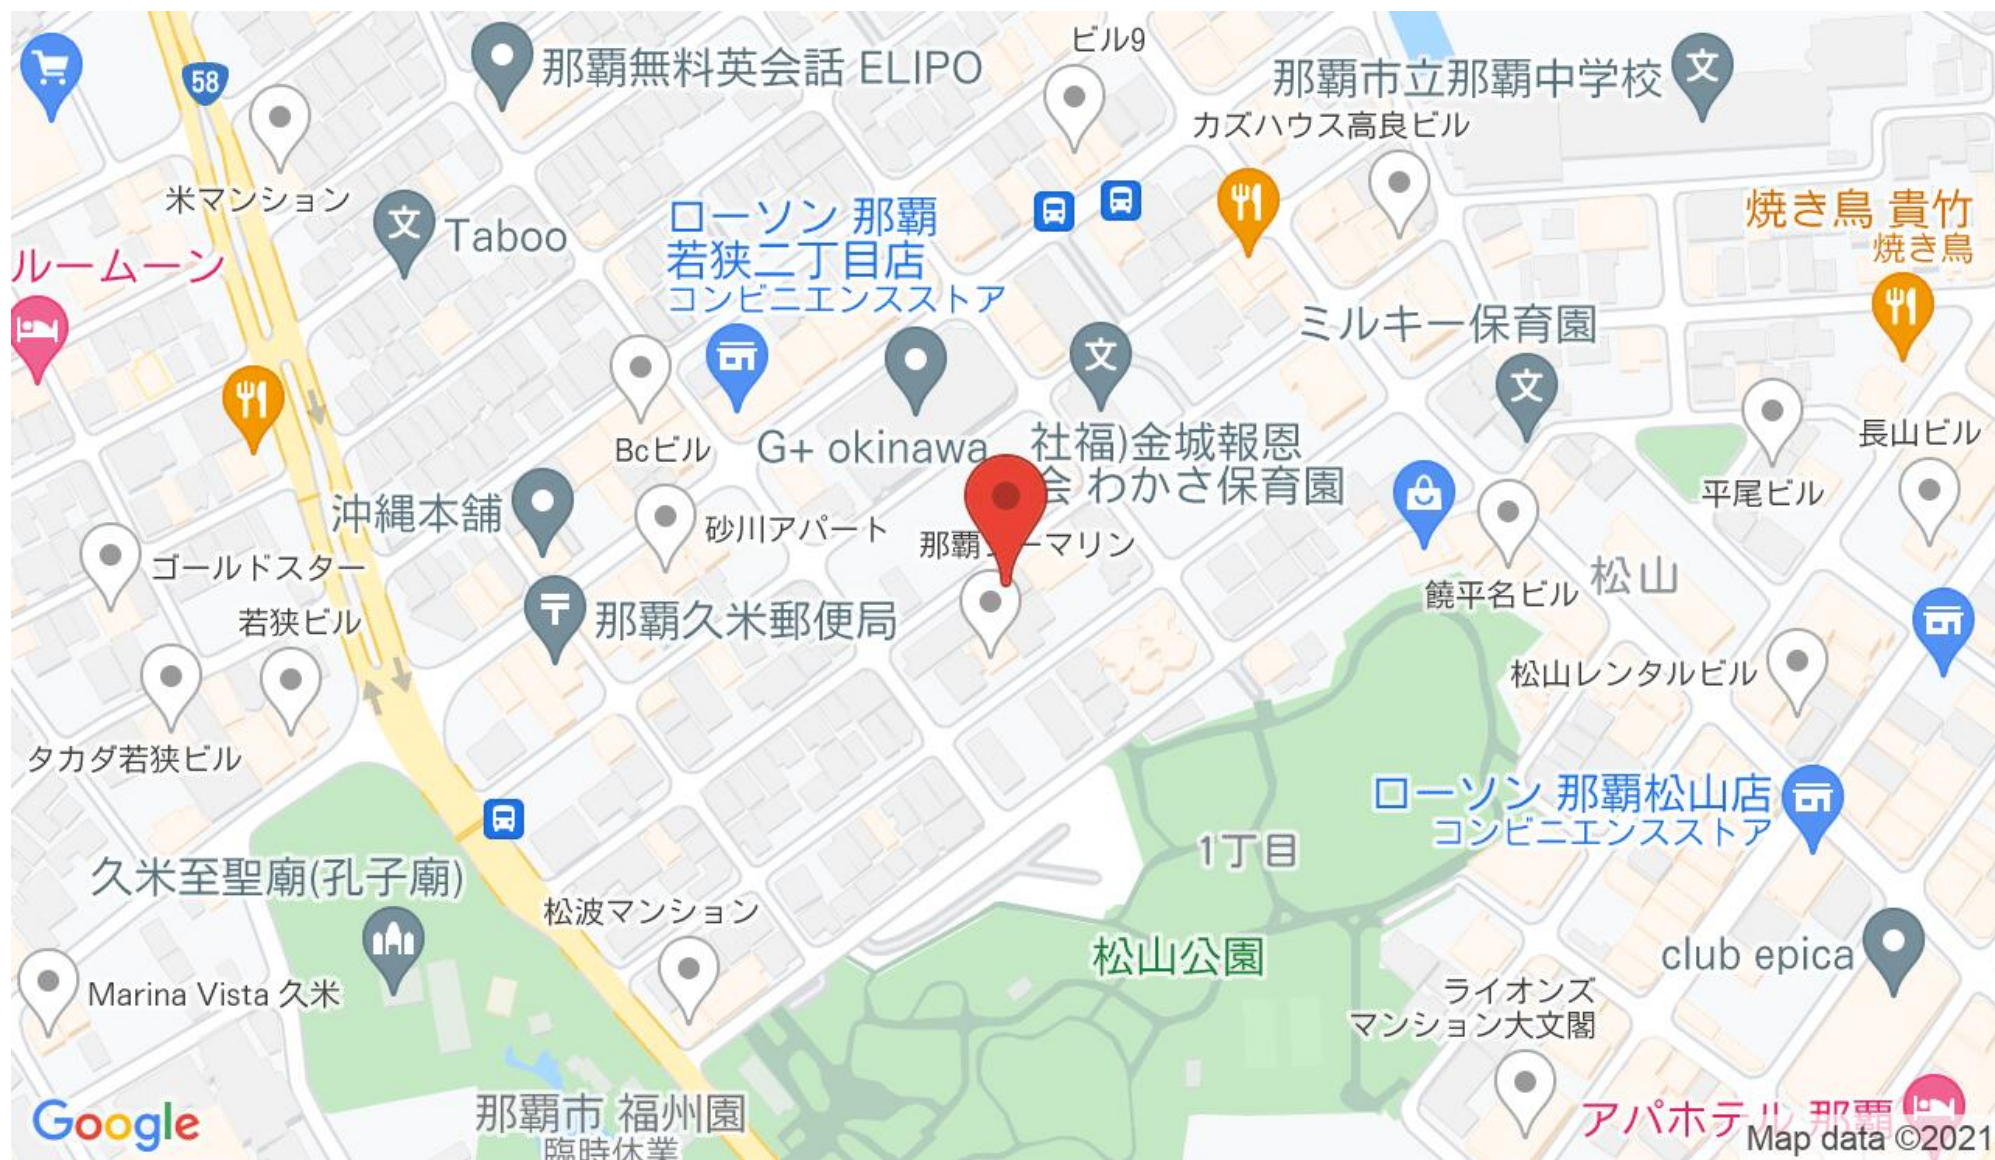 58
那覇無料英会話 ELIPO
ビル9
那覇市立那覇中学校
文
カズハウス高良ビル
米マンション
文
Taboo
ローソン 那覇
若狭二丁目店
コンビニエンスストア
焼き鳥 貴竹
焼き鳥
ルームーン
ミルキー保育園
文
文
Bcビル
G+ okinawa
社福)金城報恩
会 わかさ保育園
平尾ビル
長山ビル
沖縄本舗
砂川アパート
那覇
ーマリン
ゴールドスター
若狭ビル
〒
那覇久米郵便局
饒平名ビル
松山
松山レンタルビル
タカダ若狭ビル
ローソン 那覇松山店
コンビニエンスストア
1丁目
久米至聖廟(孔子廟)
松波マンション
松山公園
club epica
Marina Vista 久米
ライオンズ
マンション大文閣
那覇市 福州園
臨時休業
アパホテル 那覇
Google
Map data ©2021